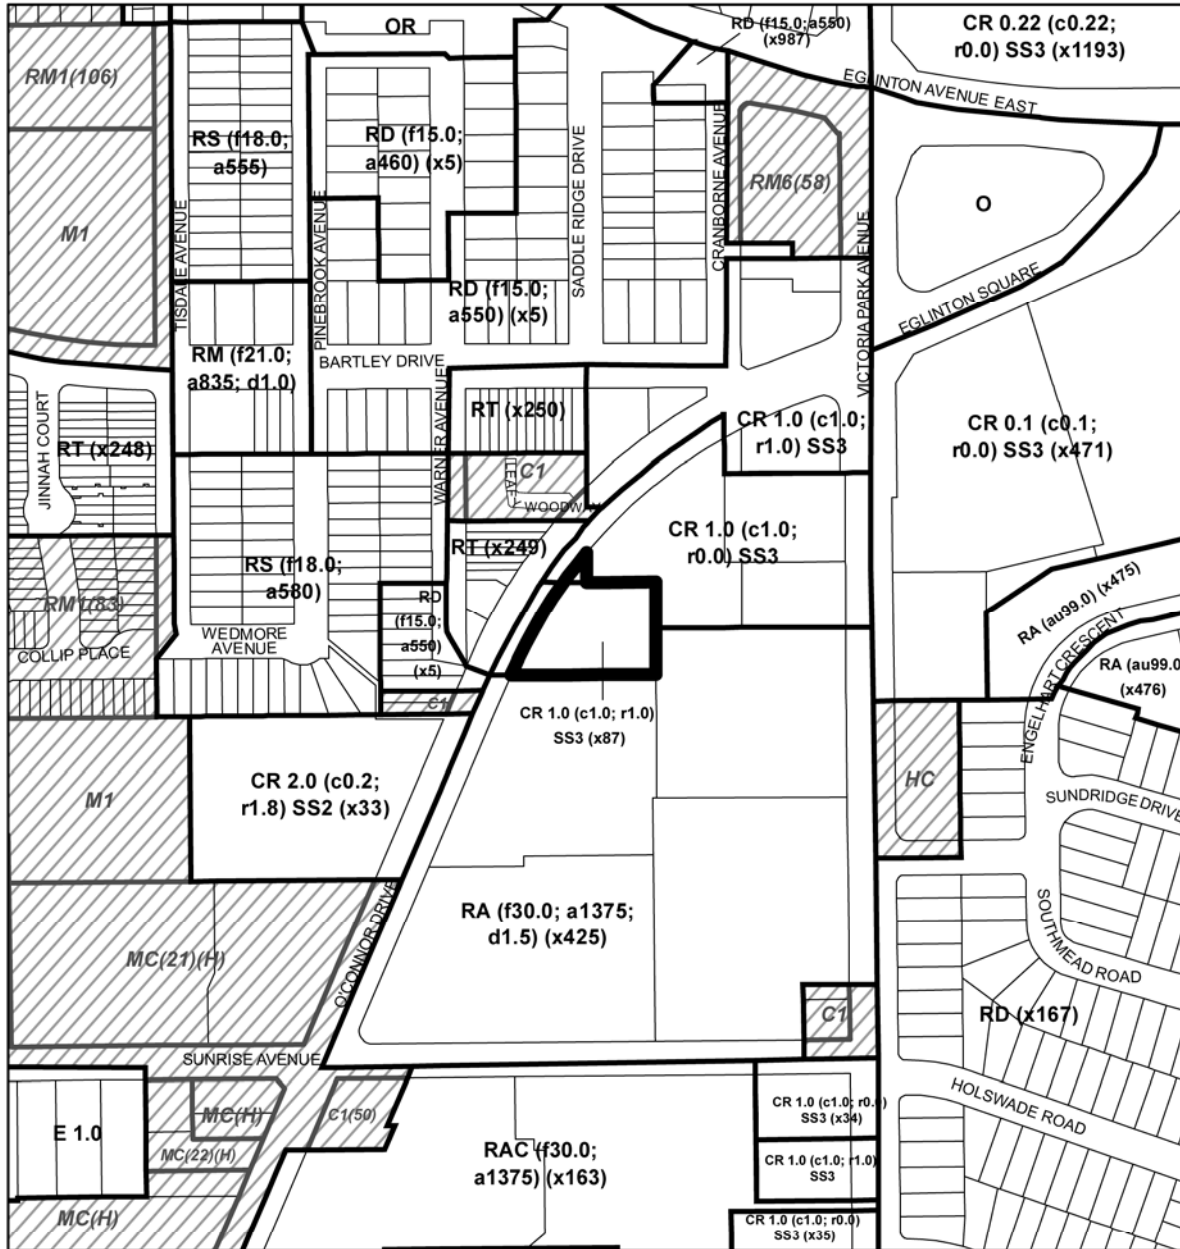 OR
RD (f15.0; a550)
(x987)
CR 0.22 (c0.22;
r0.0) SS3 (x1193)
RM1(106)
EGLINTON AVENUE EAST
RS (f18.0;
a555)
RD (f15.0;
a460) (x5)
SADDLE RIDGE DRIVE
CRANBORNE AVENUE
RM6(58)
O
M1
TISDALE AVENUE
PINEBROOK AVENUE
VICTORIA PARK AVENUE
EGLINTON SQUARE
RD (f15.0;
a550) (x5)
RM (f21.0;
a835; d1.0)
BARTLEY DRIVE
JINNAH COURT
RT (x248)
WARNER AVENUE
RT (x250)
CR 1.0 (c1.0;
r1.0) SS3
CR 0.1 (c0.1;
r0.0) SS3 (x471)
C1
LEAFY
WOODWAY
CR 1.0 (c1.0;
r0.0) SS3
RT (x249)
RS (f18.0;
a580)
RM1(83)
RD
(f15.0;
a550)
(x5)
WEDMORE
AVENUE
COLLIP PLACE
RA (au99.0) (x475)
ENGELHART CRESCENT
RA (au99.0
(x476)
C1
CR 1.0 (c1.0; r1.0)
SS3 (x87)
M1
CR 2.0 (c0.2;
r1.8) SS2 (x33)
HC
SUNDRIDGE DRIVE
RA (f30.0; a1375;
d1.5) (x425)
O'CONNOR DRIVE
MC(21)(H)
SOUTHMEAD ROAD
C1
RD (x167)
SUNRISE AVENUE
E 1.0
MC(H)
MC(22)(H)
C1(50)
CR 1.0 (c1.0; r0.0)
SS3 (x34)
HOLSWADE ROAD
RAC (f30.0;
a1375) (x163)
CR 1.0 (c1.0; r1.0)
SS3
MC(H)
CR 1.0 (c1.0; r0.0)
SS3 (x35)